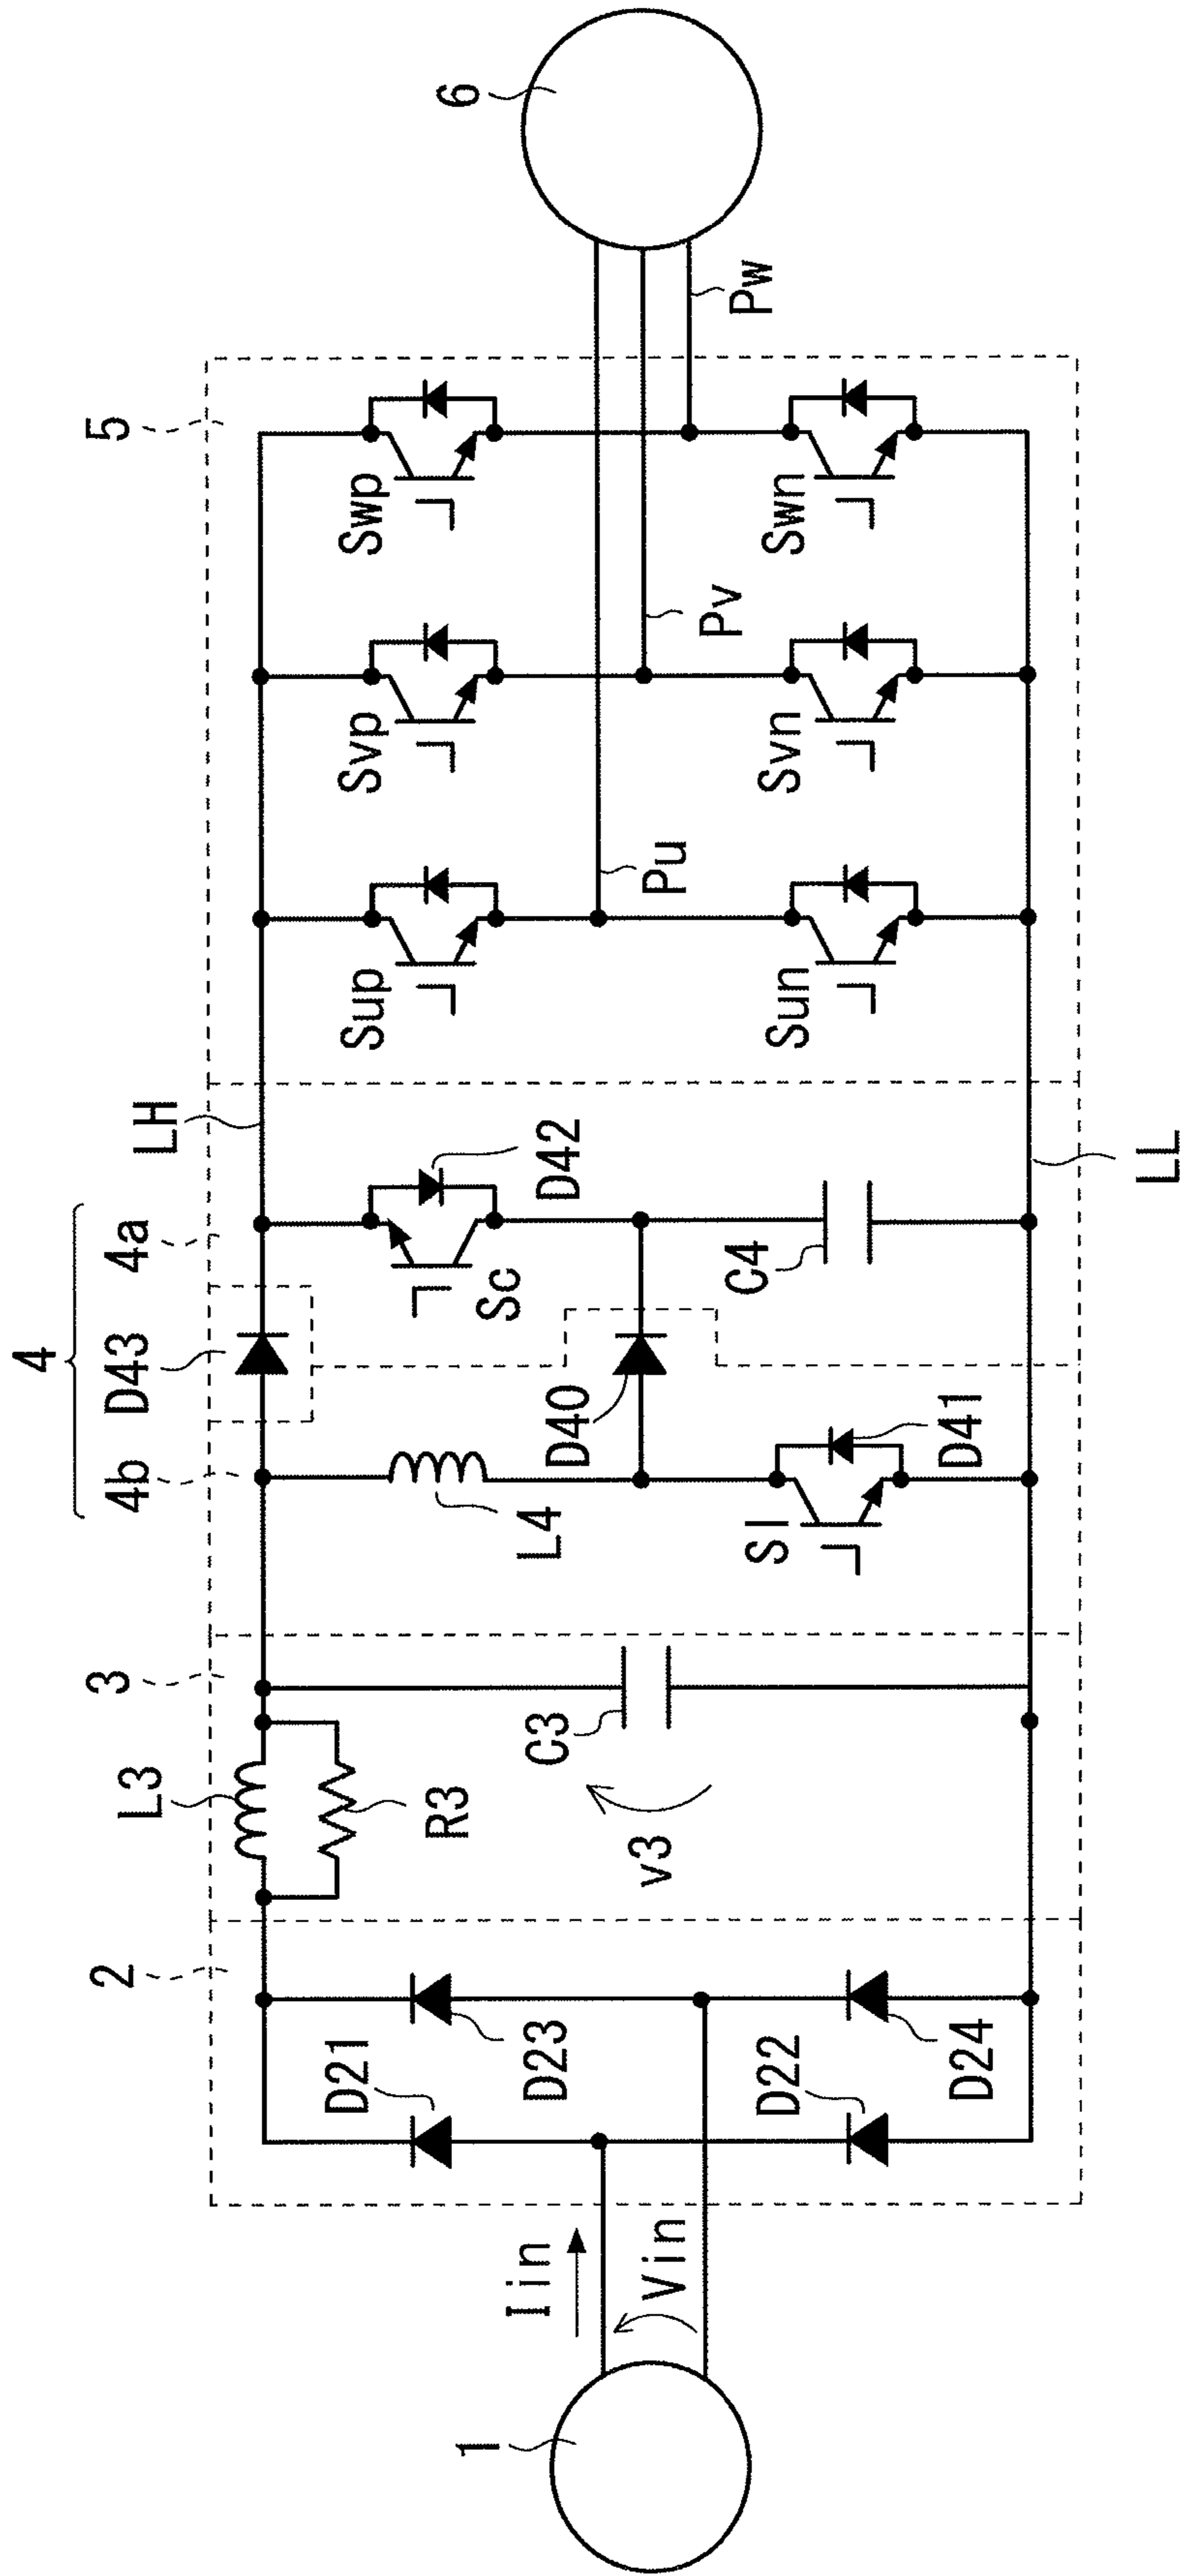 6
Pw
5
Swp
Swn
Pv
Svp
Svn
Pu
Sup
Sun
LH
LL
D42
4a
4
Sc
C4
D43
D40
D41
4b
L4
Sl
3
C3
L3
R3
v3
2
D23
D21
D24
D22
Iin
Vin
1